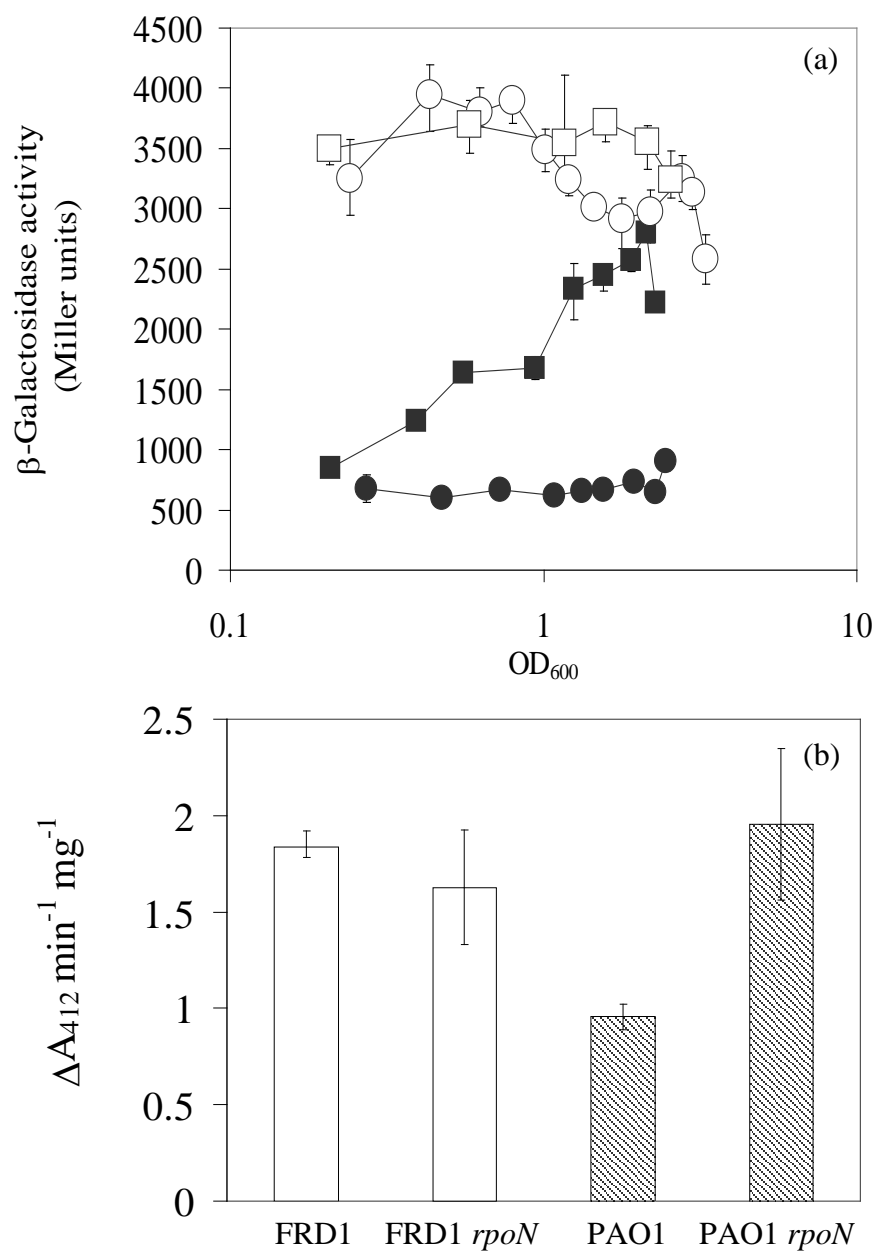 (a)
β-Galactosidase activity
(Miller units)
4500
4000
3500
3000
2500
2000
1500
1000
500
0
0.1 1 10
OD600
(b)
ΔA412 min-1 mg-1
2.5
2
1.5
1
0.5
0
FRD1 FRD1 rpoN PAO1 PAO1 rpoN